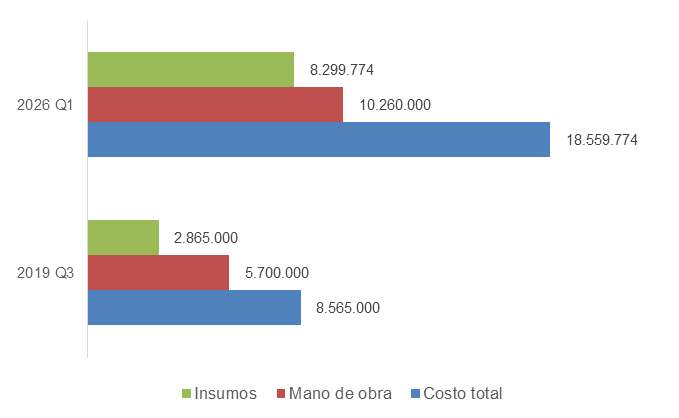 8.299.774
2026 Q1
10.260.000
18.559.774
2.865.000
2019 Q3
5.700.000
8.565.000
Insumos Mano de obra Costo total